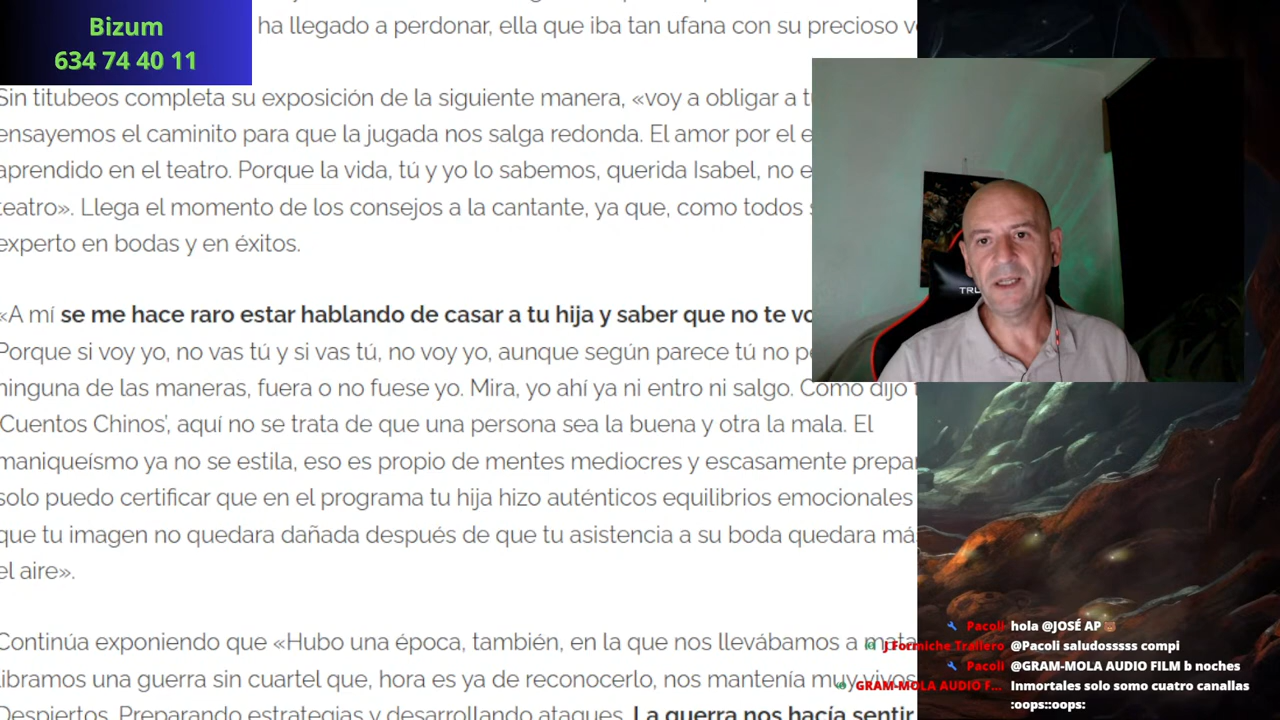 Bizum
634 74 40 11
ha llegado a perdonar, ella que iba tan ufana con su precioso
Sin titubeos completa su exposición de la siguiente manera, «voy a obligar a
ensayemos el caminito para que la jugada nos salga redonda. El amor por el
aprendido en el teatro. Porque la vida, tú y yo lo sabemos, querida Isabel, no
teatro». Llega el momento de los consejos a la cantante, ya que, como todos
experto en bodas y en éxitos.
«A mí se me hace raro estar hablando de casar a tu hija y saber que no te
Porque si voy yo, no vas tú y si vas tú, no voy yo, aunque según parece tú no
ninguna de las maneras, fuera o no fuese yo. Mira, yo ahí ya ni entro ni salgo. Como dijo
'Cuentos Chinos', aquí no se trata de que una persona sea la buena y otra la mala. El
maniqueísmo ya no se estila, eso es propio de mentes mediocres y escasamente
solo puedo certificar que en el programa tu hija hizo auténticos equilibrios emocionales
que tu imagen no quedara dañada después de que tu asistencia a su boda quedara
el aire».
Continúa exponiendo que «Hubo una época, también, en la que nos llevábamos a
libramos una guerra sin cuartel que, hora es ya de reconocerlo, nos mantenía muy vivos
Despiertos. Preparando estrategias y desarrollando ataques. La guerra nos hacía sentir
TRU
Pacoli hola @JOSÉ AP
J Formiche Trallero @Pacoli saludosssss compi
Pacoli @GRAM-MOLA AUDIO FILM b noches
GRAM-MOLA AUDIO F... Inmortales solo somo cuatro canallas
:oops::oops: